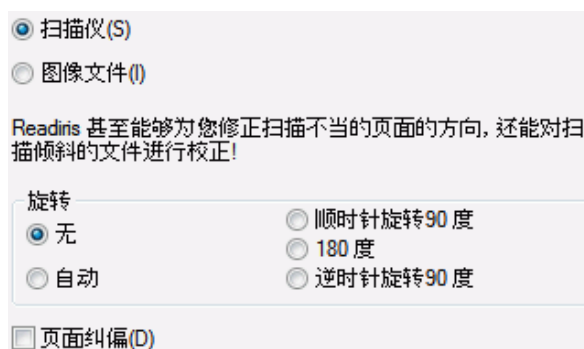 扫描仪(S)
图像文件(I)
Readiris 甚至能够为您修正扫描不当的页面的方向, 还能对扫
描倾斜的文件进行校正!
旋转
无
顺时针旋转90 度
180 度
自动
逆时针旋转90 度
页面纠偏(D)